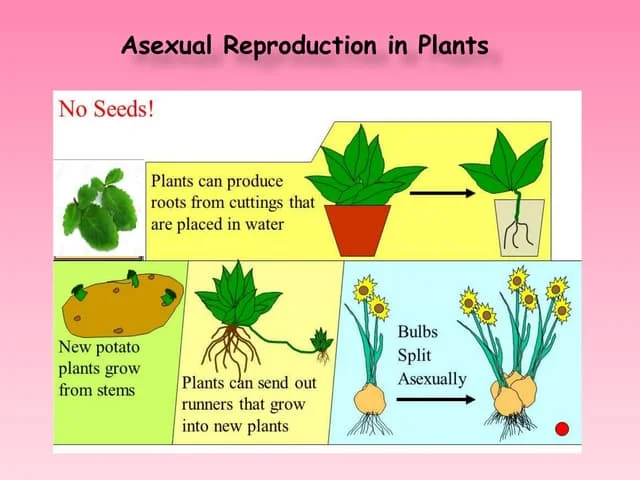 Asexual Reproduction in Plants
No Seeds!
Plants can produce
roots from cuttings that
are placed in water
New potato
plants grow
from stems
Plants can send out
runners that grow
into new plants
Bulbs
Split
Asexually